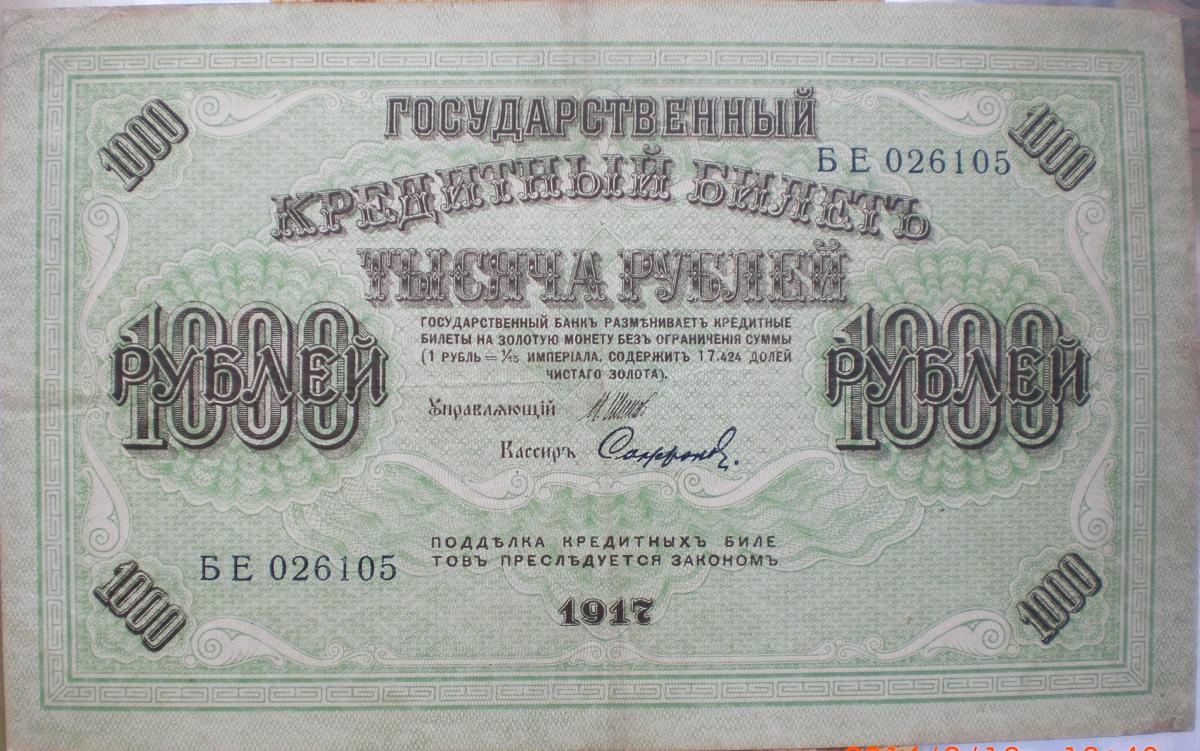 1000
1000
ГОСУДАРСТВЕННЫЙ
БЕ 026105
КРЕДИТНЫЙ БИЛЕТЪ
ТЫСЯЧА РУБЛЕЙ
1000
РУБЛЕЙ
1000
РУБЛЕЙ
ГОСУДАРСТВЕННЫЙ БАНКЪ РАЗМѢНИВАЕТЪ КРЕДИТНЫЕ
БИЛЕТЫ НА ЗОЛОТУЮ МОНЕТУ БЕЗЪ ОГРАНИЧЕНІЯ СУММЫ
(1 РУБЛЬ = 1/15 ИМПЕРІАЛА, СОДЕРЖИТЪ 17.424 ДОЛЕЙ
ЧИСТАГО ЗОЛОТА).
Управляющій
Кассиръ Сафронов
БЕ 026105
ПОДДѢЛКА КРЕДИТНЫХЪ БИЛЕ
ТОВЪ ПРЕСЛѢДУЕТСЯ ЗАКОНОМЪ
1917
1000
1000